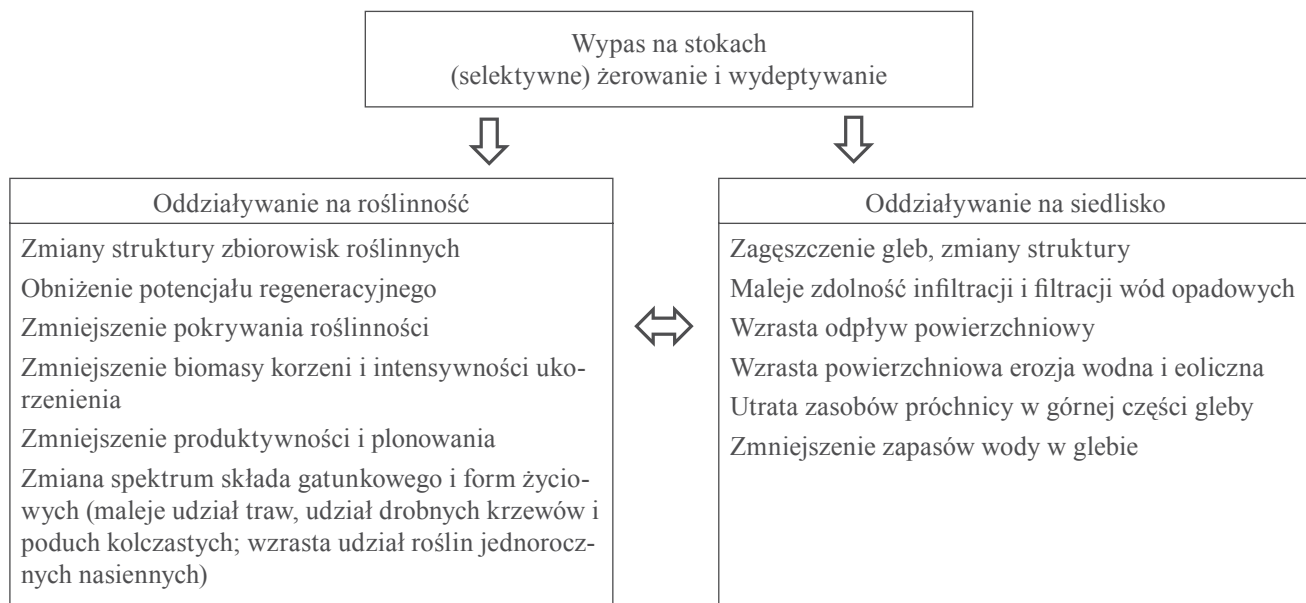 Wypas na stokach
(selektywne) żerowanie i wydeptywanie
Oddziaływanie na roślinność
Zmiany struktury zbiorowisk roślinnych
Obniżenie potencjału regeneracyjnego
Zmniejszenie pokrywania roślinności
Zmniejszenie biomasy korzeni i intensywności uko-
rzenienia
Zmniejszenie produktywności i plonowania
Zmiana spektrum składa gatunkowego i form życio-
wych (maleje udział traw, udział drobnych krzewów i
poduch kolczastych; wzrasta udział roślin jednorocz-
nych nasiennych)
Oddziaływanie na siedlisko
Zagęszczenie gleb, zmiany struktury
Maleje zdolność infiltracji i filtracji wód opadowych
Wzrasta odpływ powierzchniowy
Wzrasta powierzchniowa erozja wodna i eoliczna
Utrata zasobów próchnicy w górnej części gleby
Zmniejszenie zapasów wody w glebie